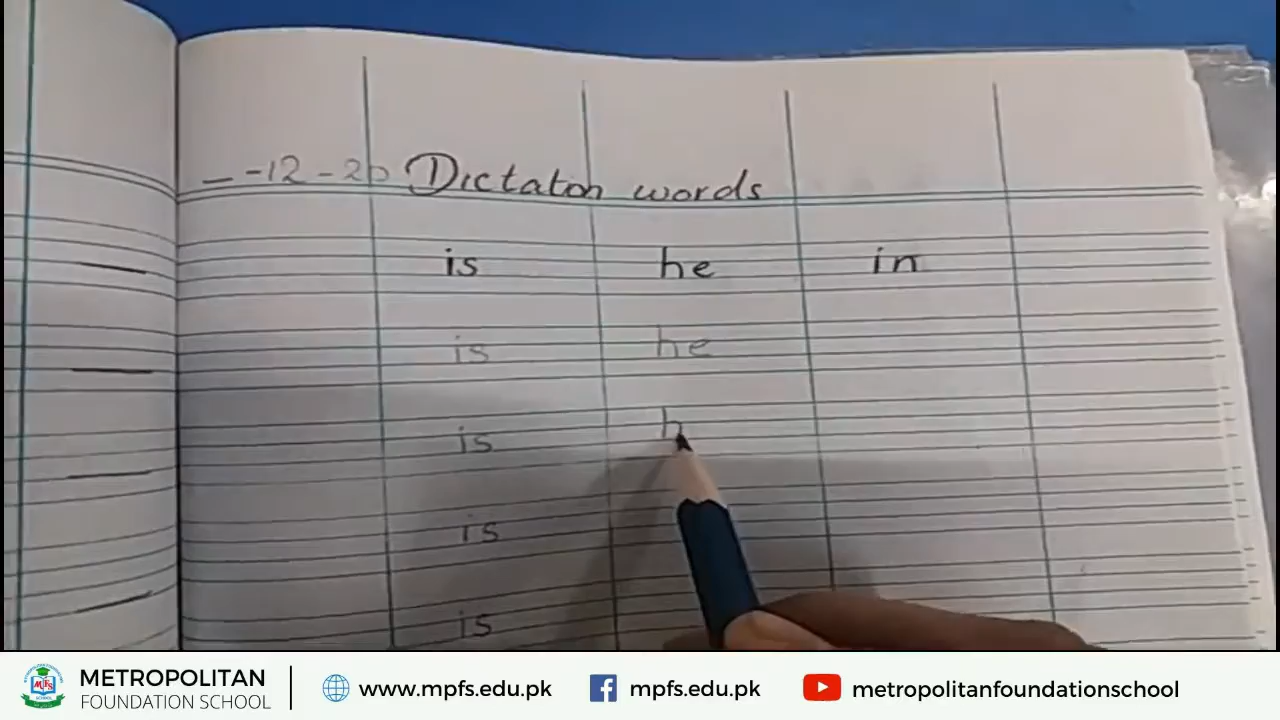 _ -12 - 20 Dictaton words
is he in
is he
is h
is
is
METROPOLITAN
FOUNDATION SCHOOL
www.mpfs.edu.pk
mpfs.edu.pk
metropolitanfoundationschool